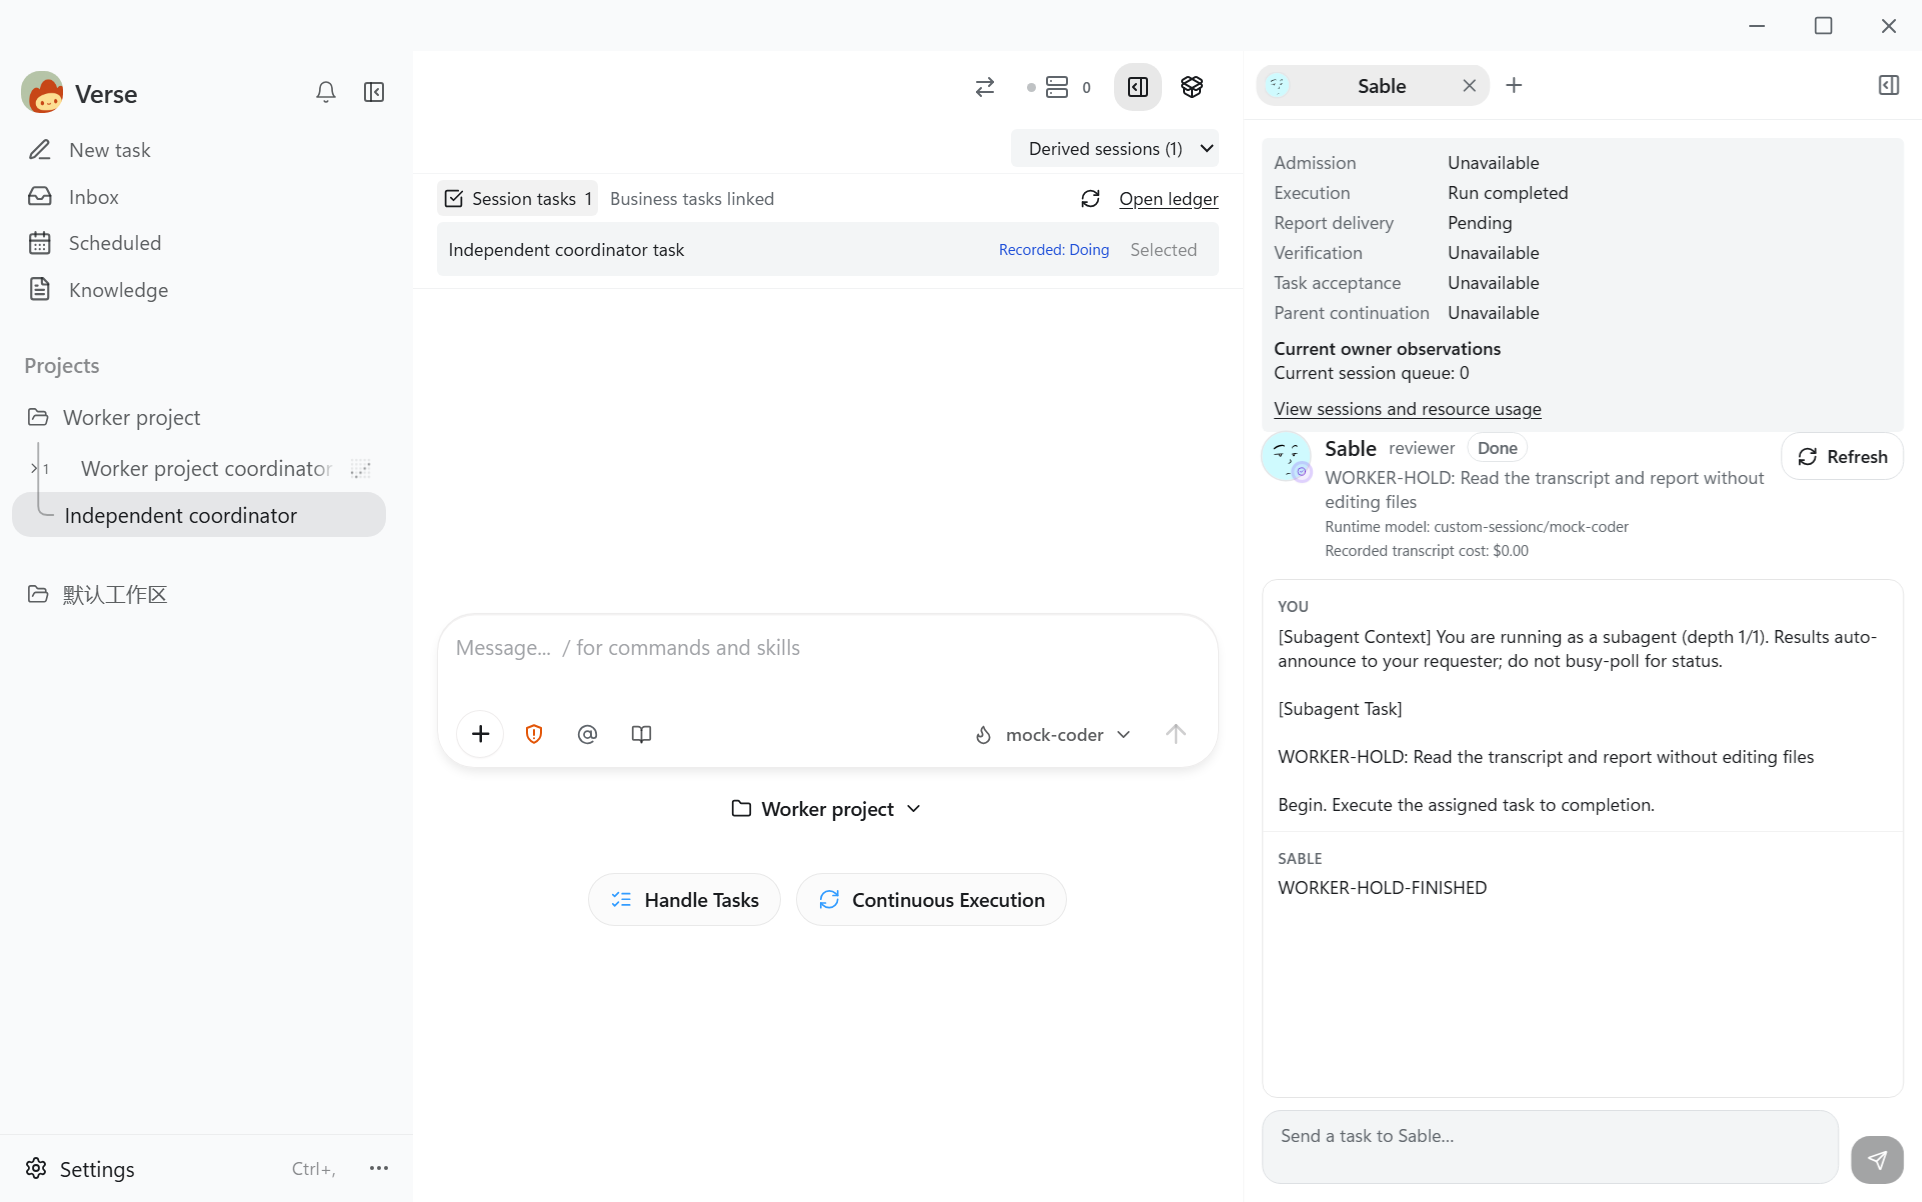 Verse
New task
Inbox
Scheduled
Knowledge
Projects
Worker project
1 Worker project coordinator
Independent coordinator
默认工作区
Settings Ctrl+,
0
Derived sessions (1)
Session tasks 1 Business tasks linked Open ledger
Independent coordinator task Recorded: Doing Selected
Message... / for commands and skills
@ mock-coder
Worker project
Handle Tasks Continuous Execution
Sable
Admission Unavailable
Execution Run completed
Report delivery Pending
Verification Unavailable
Task acceptance Unavailable
Parent continuation Unavailable
Current owner observations
Current session queue: 0
View sessions and resource usage
Sable reviewer Done Refresh
WORKER-HOLD: Read the transcript and report without
editing files
Runtime model: custom-sessionc/mock-coder
Recorded transcript cost: $0.00
YOU
[Subagent Context] You are running as a subagent (depth 1/1). Results auto-
announce to your requester; do not busy-poll for status.
[Subagent Task]
WORKER-HOLD: Read the transcript and report without editing files
Begin. Execute the assigned task to completion.
SABLE
WORKER-HOLD-FINISHED
Send a task to Sable...